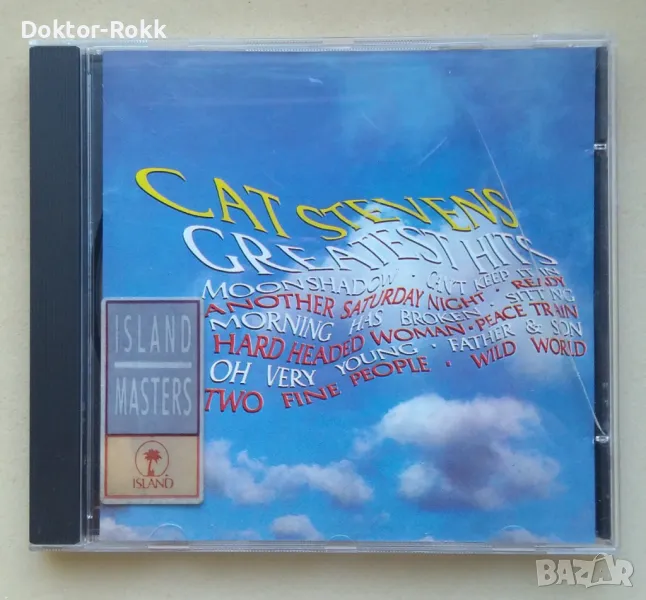 Doktor-Rokk
CAT STEVENS
GREATEST HITS
MOONSHADOW · CAN'T KEEP IT IN
ANOTHER SATURDAY NIGHT · READY
MORNING HAS BROKEN · SITTING
HARD HEADED WOMAN · PEACE TRAIN
OH VERY YOUNG · FATHER & SON
TWO FINE PEOPLE · WILD WORLD
ISLAND
MASTERS
ISLAND
BAZAR